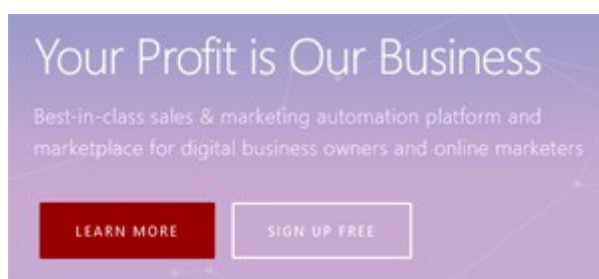 Your Profit is Our Business
Best-in-class sales & marketing automation platform and
marketplace for digital business owners and online marketers
LEARN MORE
SIGN UP FREE